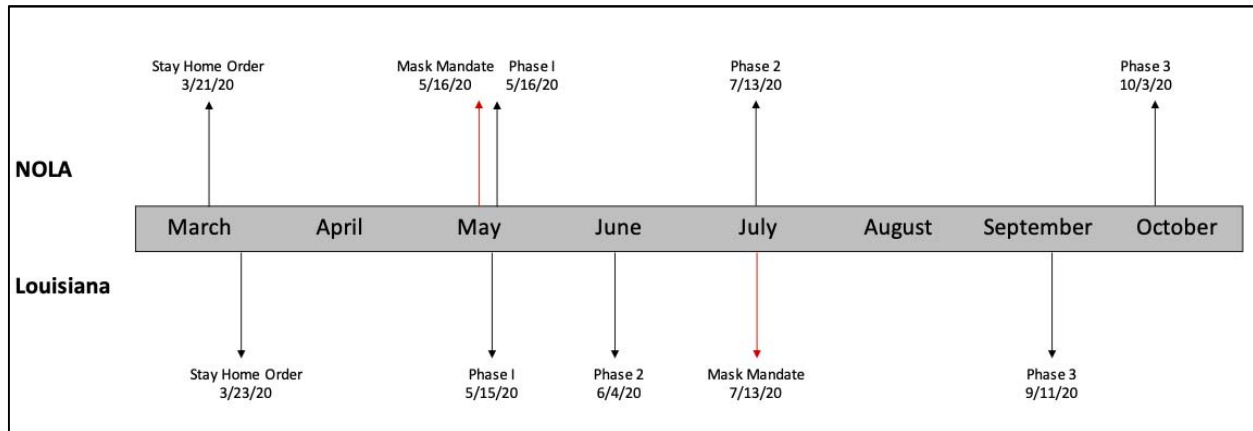 Stay Home Order
3/21/20
Mask Mandate
5/16/20
Phase I
5/16/20
Phase 2
7/13/20
Phase 3
10/3/20
NOLA
March April May June July August September October
Louisiana
Stay Home Order
3/23/20
Phase I
5/15/20
Phase 2
6/4/20
Mask Mandate
7/13/20
Phase 3
9/11/20